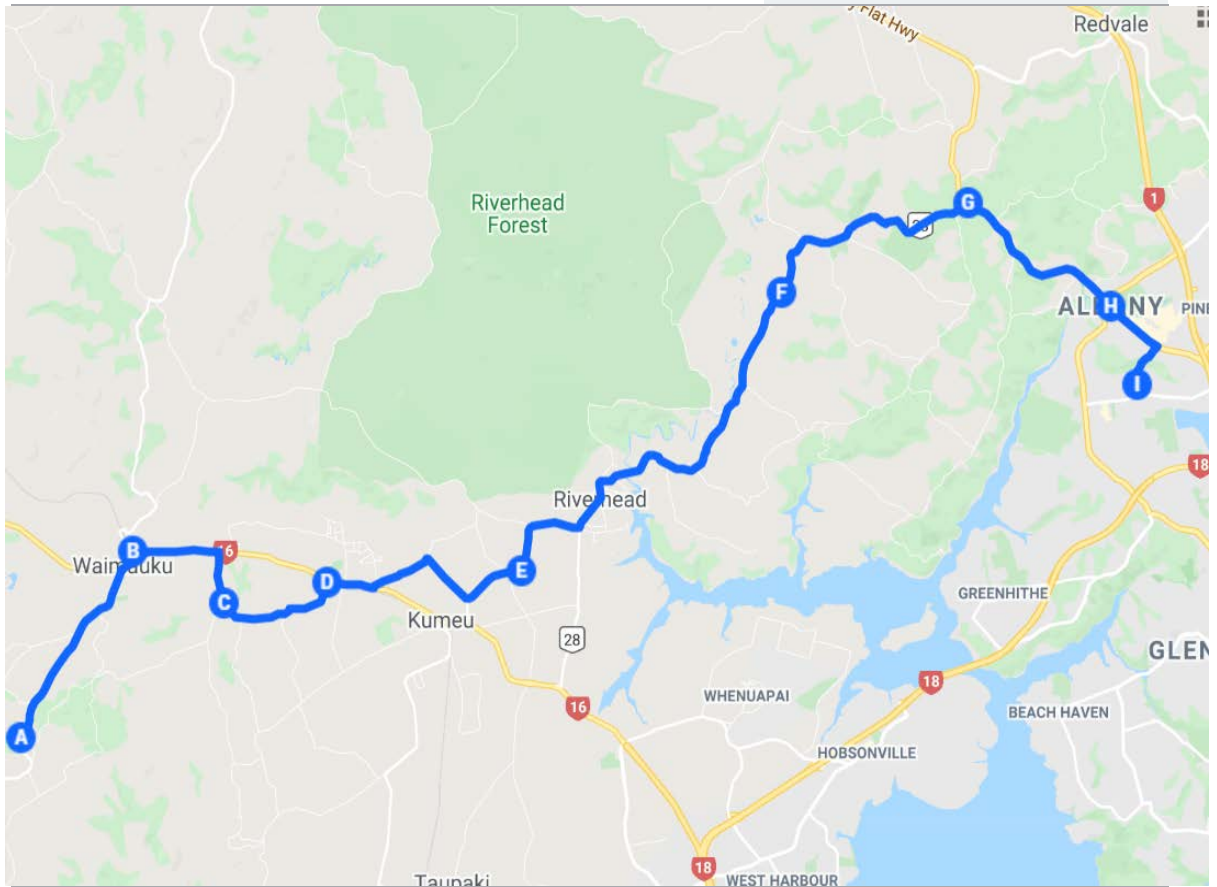 y Flat Hwy
Redvale
Riverhead
Forest
G
1
F
H
ALBANY
PINE
I
18
Riverhead
B
Waimauku
16
C
D
E
Kumeu
28
GREENHITHE
GLEN
A
16
18
WHENUAPAI
BEACH HAVEN
HOBSONVILLE
18
WEST HARBOUR
Taupaki